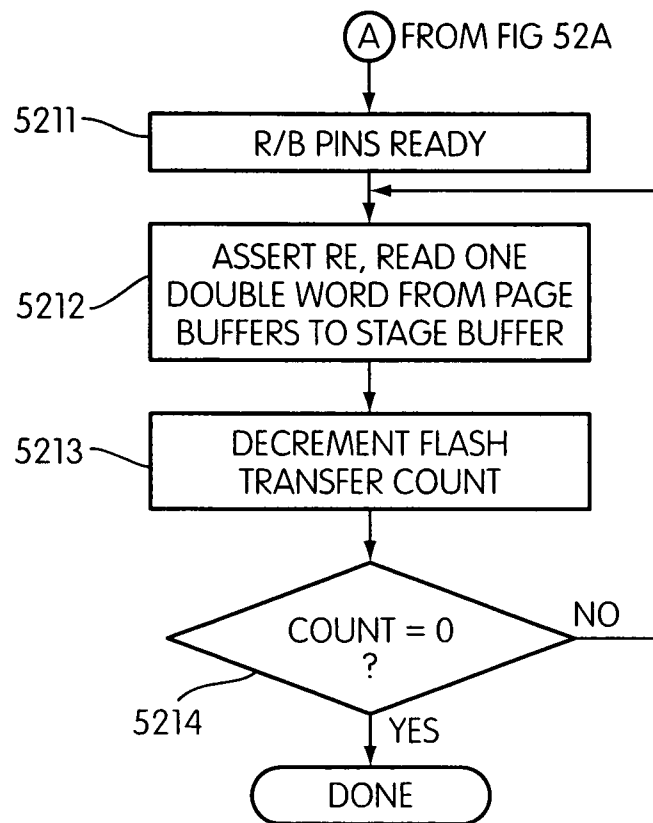 A FROM FIG 52A
5211
R/B PINS READY
5212
ASSERT RE, READ ONE
DOUBLE WORD FROM PAGE
BUFFERS TO STAGE BUFFER
5213
DECREMENT FLASH
TRANSFER COUNT
COUNT = 0
?
NO
5214
YES
DONE